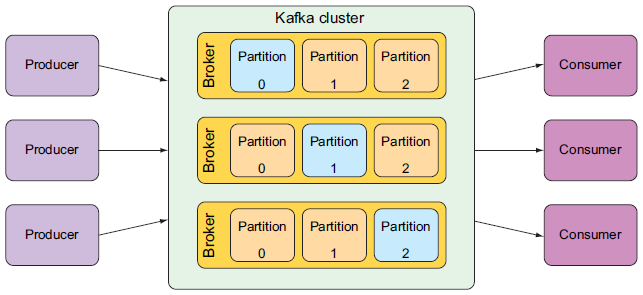 Kafka cluster
Producer
Broker
Partition
0
Partition
1
Partition
2
Consumer
Producer
Broker
Partition
0
Partition
1
Partition
2
Consumer
Producer
Broker
Partition
0
Partition
1
Partition
2
Consumer